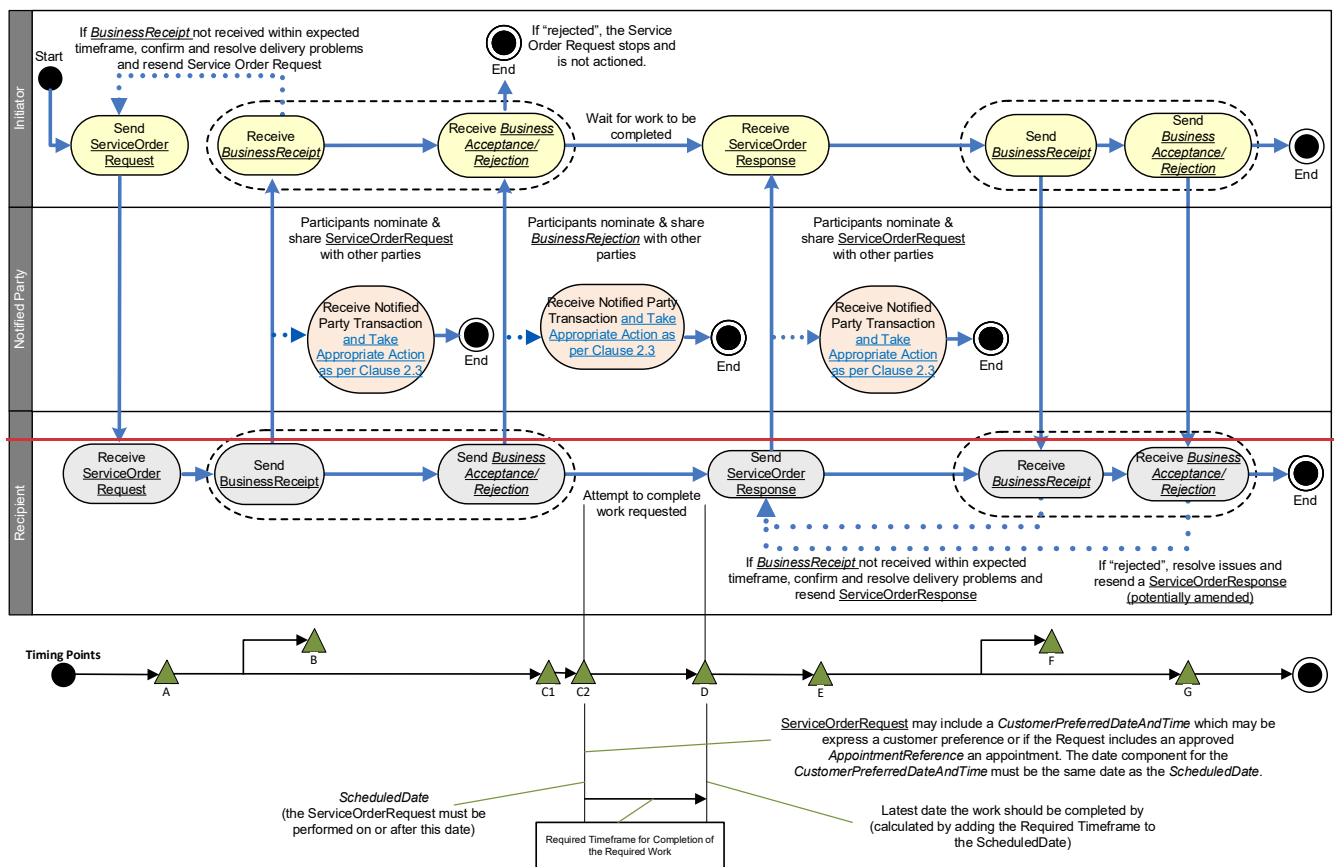 Initiator
If BusinessReceipt not received within expected
timeframe, confirm and resolve delivery problems
and resend Service Order Request
Start
End
If “rejected”, the Service
Order Request stops and
is not actioned.
Send
ServiceOrder
Request
Receive
BusinessReceipt
Receive Business
Acceptance/
Rejection
Wait for work to be
completed
Receive
ServiceOrder
Response
Send
BusinessReceipt
Send
Business
Acceptance/
Rejection
End
Notified Party
Participants nominate &
share ServiceOrderRequest
with other parties
Participants nominate &
share BusinessRejection with other
parties
Participants nominate &
share ServiceOrderRequest
with other parties
Receive Notified
Party Transaction
and Take
Appropriate Action
as per Clause 2.3
End
Receive Notified Party
Transaction and Take
Appropriate Action as
per Clause 2.3
End
Receive Notified
Party Transaction
and Take
Appropriate Action
as per Clause 2.3
End
Recipient
Receive
ServiceOrder
Request
Send
BusinessReceipt
Send Business
Acceptance/
Rejection
Attempt to complete
work requested
Send
ServiceOrder
Response
Receive
BusinessReceipt
Receive Business
Acceptance/
Rejection
End
If BusinessReceipt not received within expected
timeframe, confirm and resolve delivery problems and
resend ServiceOrderResponse
If “rejected”, resolve issues and
resend a ServiceOrderResponse
(potentially amended)
Timing Points
A
B
C1
C2
D
E
F
G
ServiceOrderRequest may include a CustomerPreferredDateAndTime which may be
express a customer preference or if the Request includes an approved
AppointmentReference an appointment. The date component for the
CustomerPreferredDateAndTime must be the same date as the ScheduledDate.
ScheduledDate
(the ServiceOrderRequest must be
performed on or after this date)
Latest date the work should be completed by
(calculated by adding the Required Timeframe to
the ScheduledDate)
Required Timeframe for Completion of
the Required Work